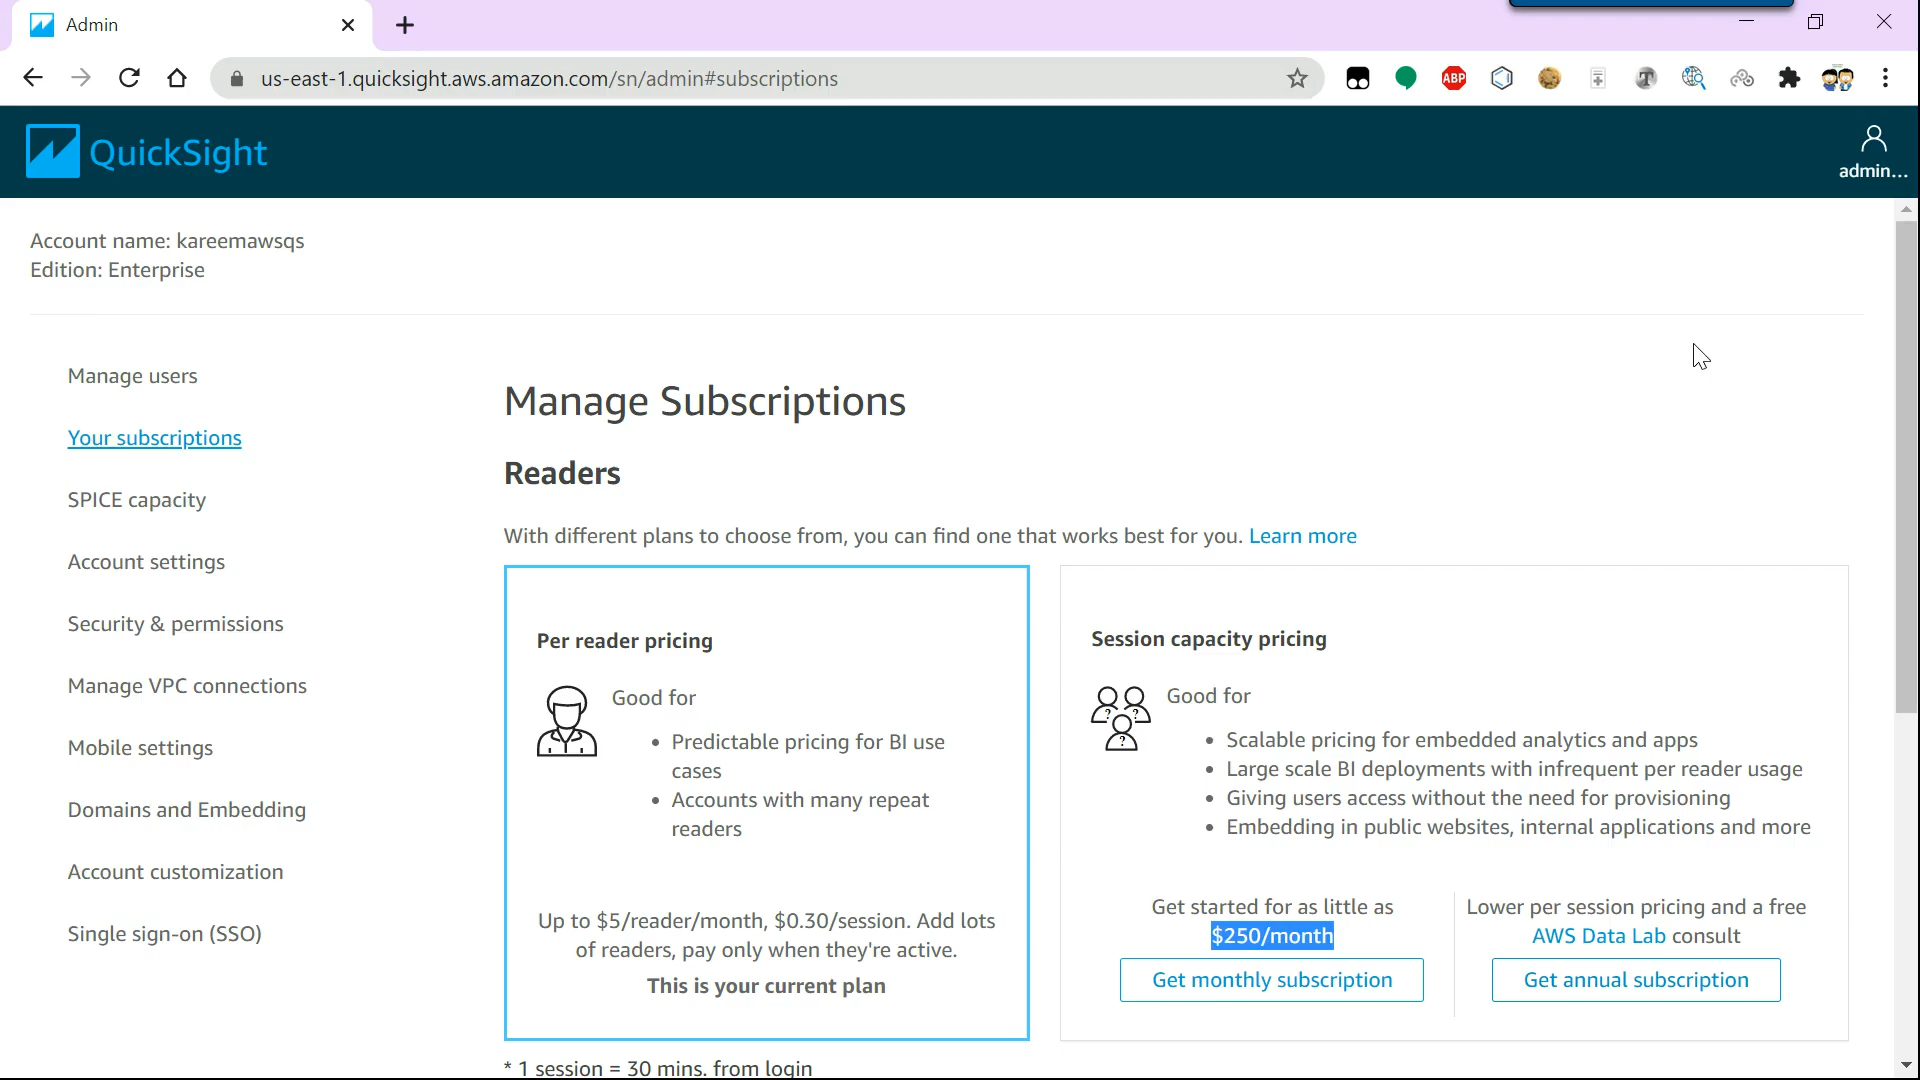 Admin
us-east-1.quicksight.aws.amazon.com/sn/admin#subscriptions
ABP
T
QuickSight
admin...
Account name: kareemawsqs
Edition: Enterprise
Manage users
Your subscriptions
SPICE capacity
Account settings
Security & permissions
Manage VPC connections
Mobile settings
Domains and Embedding
Account customization
Single sign-on (SSO)
Manage Subscriptions
Readers
With different plans to choose from, you can find one that works best for you. Learn more
Per reader pricing
Good for
• Predictable pricing for BI use
cases
• Accounts with many repeat
readers
Up to $5/reader/month, $0.30/session. Add lots
of readers, pay only when they're active.
This is your current plan
Session capacity pricing
? ? ?
Good for
• Scalable pricing for embedded analytics and apps
• Large scale BI deployments with infrequent per reader usage
• Giving users access without the need for provisioning
• Embedding in public websites, internal applications and more
Get started for as little as
$250/month
Get monthly subscription
Lower per session pricing and a free
AWS Data Lab consult
Get annual subscription
* 1 session = 30 mins. from login